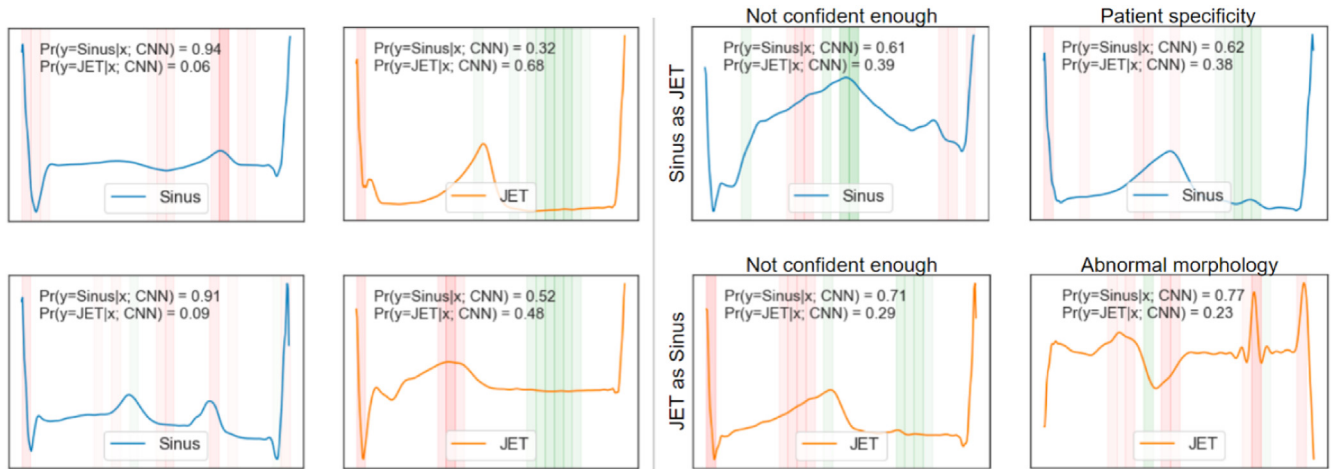 Not confident enough
Patient specificity
Pr(y=Sinus|x; CNN) = 0.94
Pr(y=JET|x; CNN) = 0.06
Sinus
Pr(y=Sinus|x; CNN) = 0.32
Pr(y=JET|x; CNN) = 0.68
JET
Sinus as JET
Pr(y=Sinus|x; CNN) = 0.61
Pr(y=JET|x; CNN) = 0.39
Sinus
Pr(y=Sinus|x; CNN) = 0.62
Pr(y=JET|x; CNN) = 0.38
Sinus
Not confident enough
Abnormal morphology
Pr(y=Sinus|x; CNN) = 0.91
Pr(y=JET|x; CNN) = 0.09
Sinus
Pr(y=Sinus|x; CNN) = 0.52
Pr(y=JET|x; CNN) = 0.48
JET
JET as Sinus
Pr(y=Sinus|x; CNN) = 0.71
Pr(y=JET|x; CNN) = 0.29
JET
Pr(y=Sinus|x; CNN) = 0.77
Pr(y=JET|x; CNN) = 0.23
JET